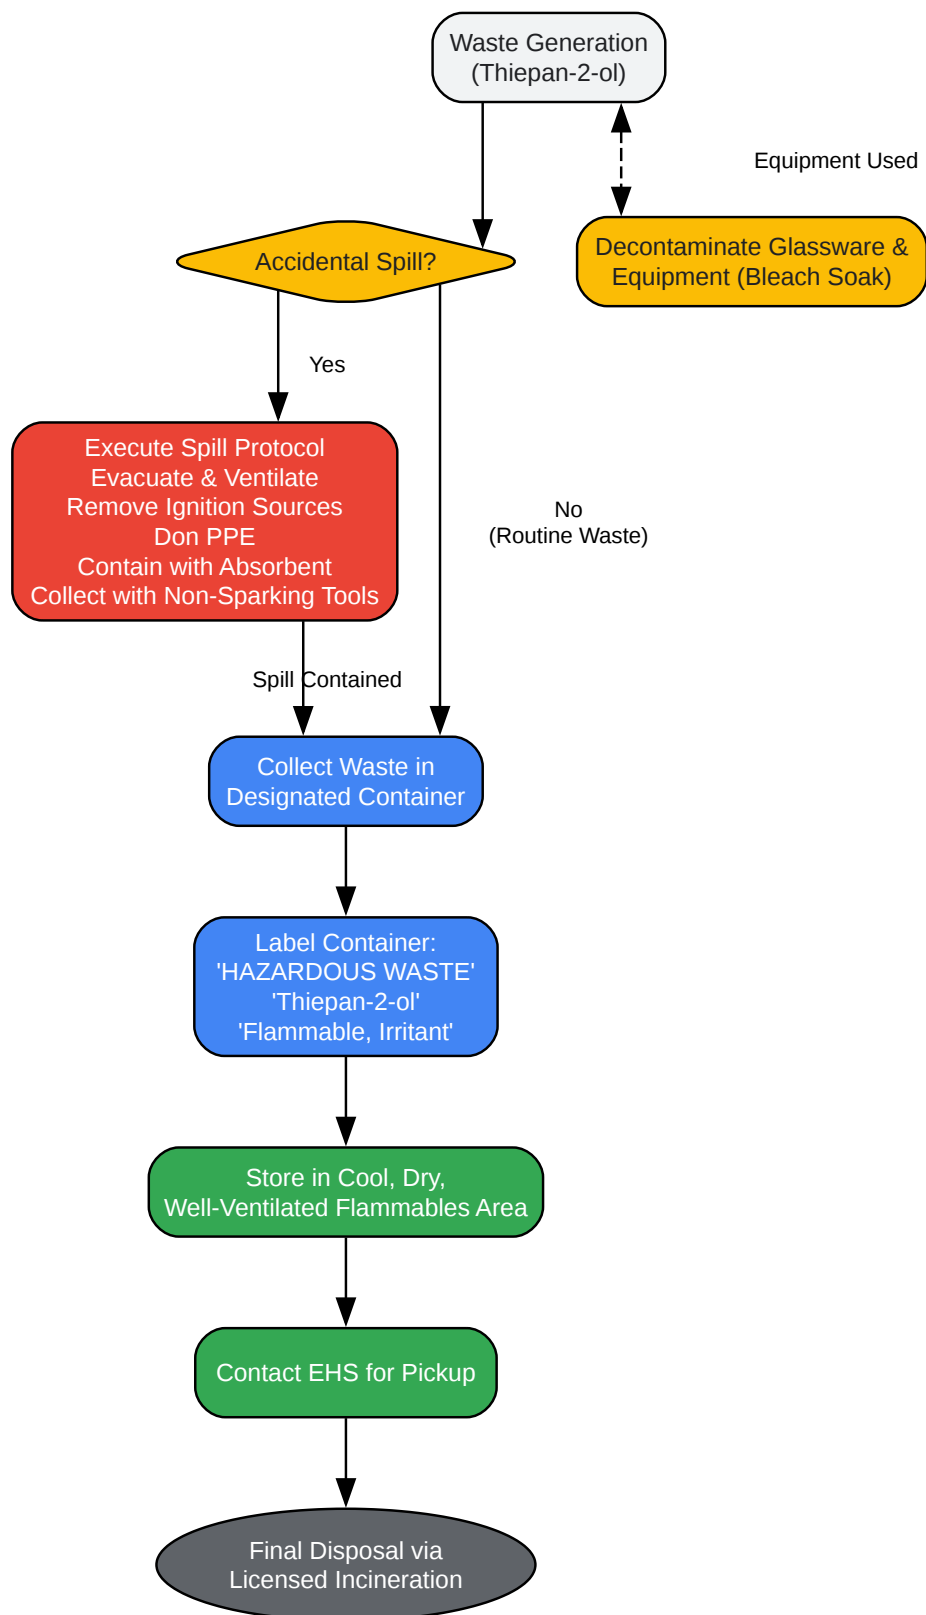 Waste Generation
(Thiepan-2-ol)
Equipment Used
Accidental Spill?
Decontaminate Glassware &
Equipment (Bleach Soak)
Yes
Execute Spill Protocol
Evacuate & Ventilate
Remove Ignition Sources
Don PPE
Contain with Absorbent
Collect with Non-Sparking Tools
No
(Routine Waste)
Spill Contained
Collect Waste in
Designated Container
Label Container:
'HAZARDOUS WASTE'
'Thiepan-2-ol'
'Flammable, Irritant'
Store in Cool, Dry,
Well-Ventilated Flammables Area
Contact EHS for Pickup
Final Disposal via
Licensed Incineration